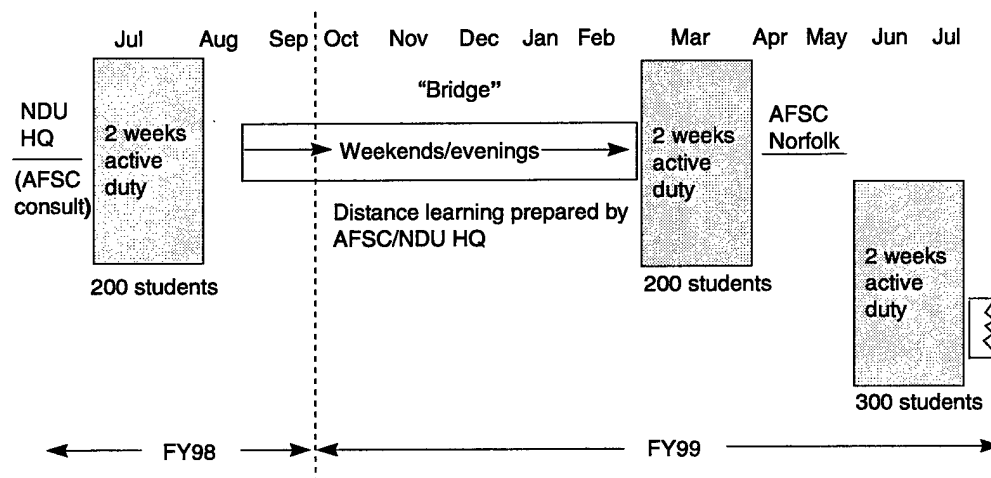 Jul Aug Sep Oct Nov Dec Jan Feb Mar Apr May Jun Jul
NDU
HQ
(AFSC
consult)
2 weeks
active
duty
200 students
“Bridge”
Weekends/evenings
Distance learning prepared by
AFSC/NDU HQ
2 weeks
active
duty
200 students
AFSC
Norfolk
2 weeks
active
duty
300 students
FY98 FY99